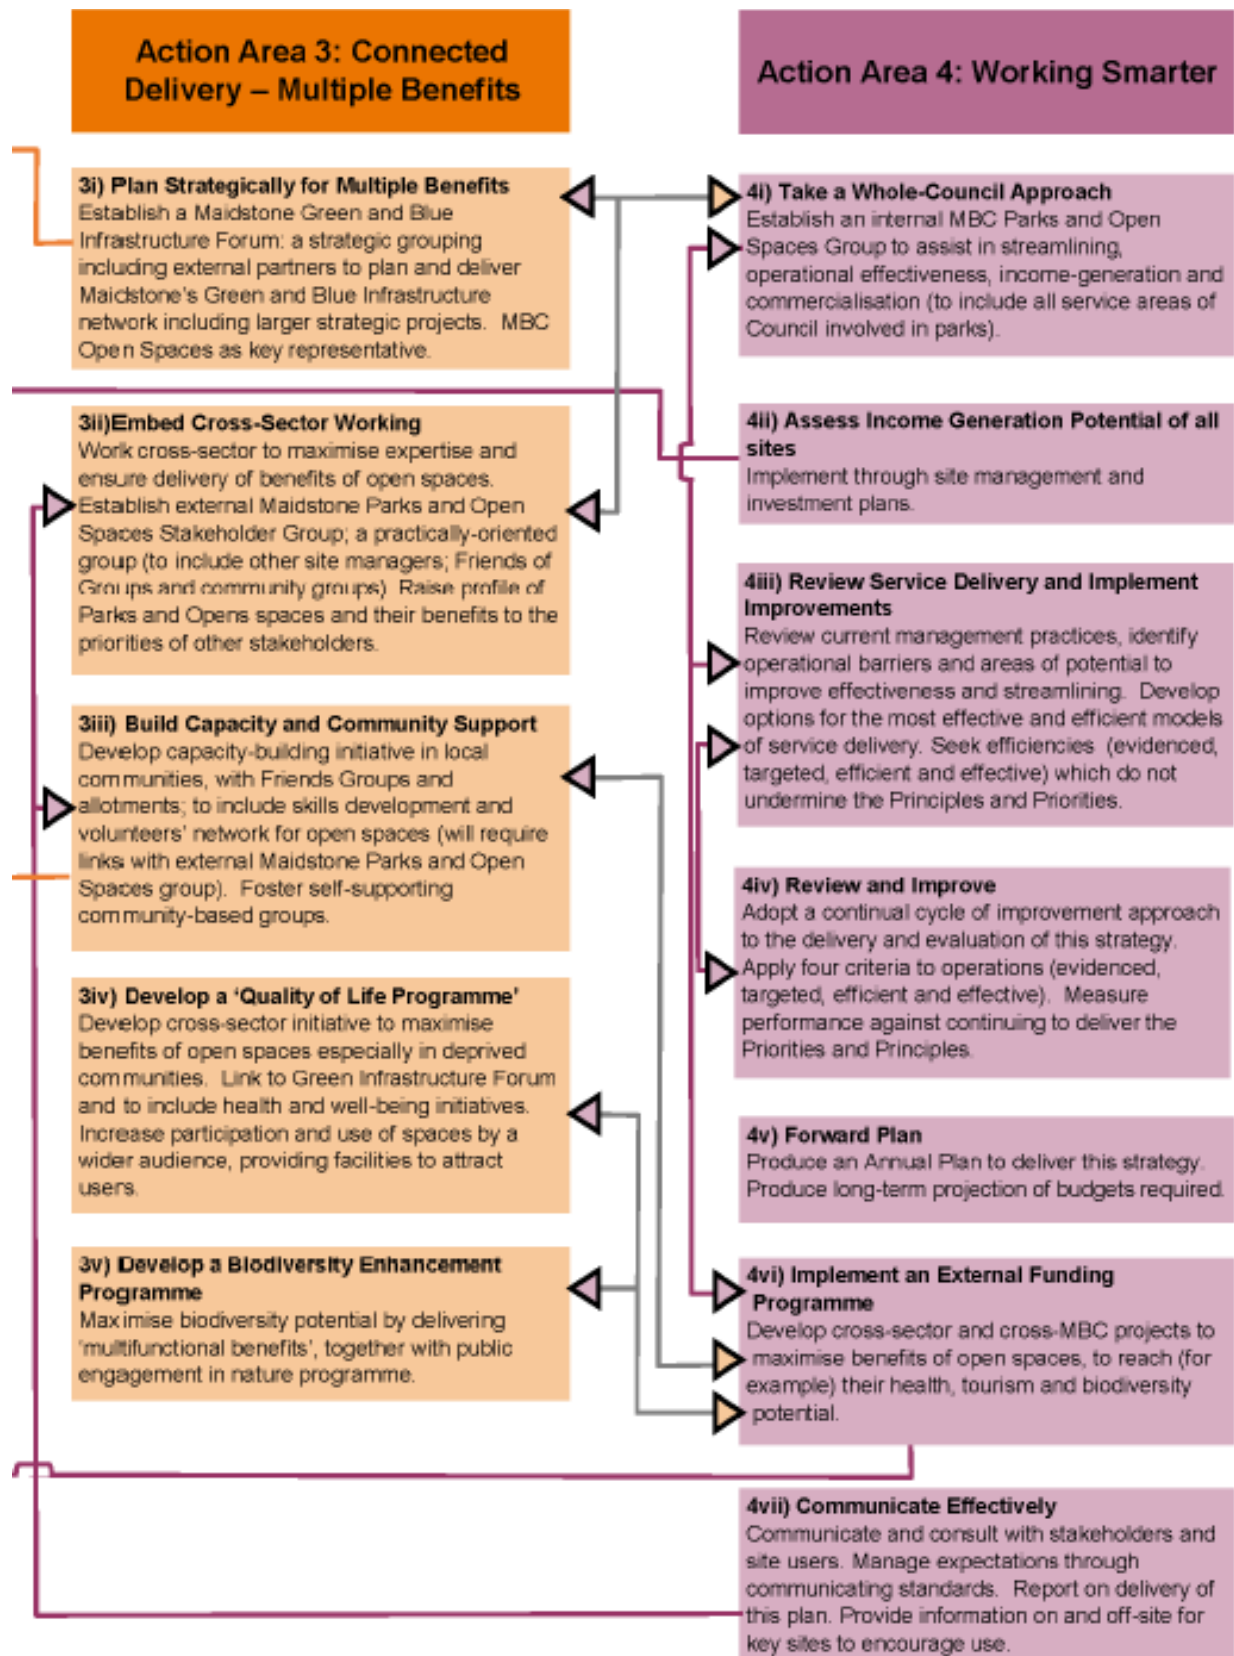 Action Area 3: Connected
Delivery – Multiple Benefits
3i) Plan Strategically for Multiple Benefits
Establish a Maidstone Green and Blue
Infrastructure Forum: a strategic grouping
including external partners to plan and deliver
Maidstone's Green and Blue Infrastructure
network including larger strategic projects. MBC
Open Spaces as key representative.
3ii)Embed Cross-Sector Working
Work cross-sector to maximise expertise and
ensure delivery of benefits of open spaces.
Establish external Maidstone Parks and Open
Spaces Stakeholder Group; a practically-oriented
group (to include other site managers; Friends of
Groups and community groups) Raise profile of
Parks and Opens spaces and their benefits to the
priorities of other stakeholders.
3iii) Build Capacity and Community Support
Develop capacity-building initiative in local
communities, with Friends Groups and
allotments; to include skills development and
volunteers' network for open spaces (will require
links with external Maidstone Parks and Open
Spaces group). Foster self-supporting
community-based groups.
3iv) Develop a 'Quality of Life Programme'
Develop cross-sector initiative to maximise
benefits of open spaces especially in deprived
communities. Link to Green Infrastructure Forum
and to include health and well-being initiatives.
Increase participation and use of spaces by a
wider audience, providing facilities to attract
users.
3v) Develop a Biodiversity Enhancement
Programme
Maximise biodiversity potential by delivering
'multifunctional benefits', together with public
engagement in nature programme.
Action Area 4: Working Smarter
4i) Take a Whole-Council Approach
Establish an internal MBC Parks and Open
Spaces Group to assist in streamlining,
operational effectiveness, income-generation and
commercialisation (to include all service areas of
Council involved in parks).
4ii) Assess Income Generation Potential of all
sites
Implement through site management and
investment plans.
4iii) Review Service Delivery and Implement
Improvements
Review current management practices, identify
operational barriers and areas of potential to
improve effectiveness and streamlining. Develop
options for the most effective and efficient models
of service delivery. Seek efficiencies (evidenced,
targeted, efficient and effective) which do not
undermine the Principles and Priorities.
4iv) Review and Improve
Adopt a continual cycle of improvement approach
to the delivery and evaluation of this strategy.
Apply four criteria to operations (evidenced,
targeted, efficient and effective). Measure
performance against continuing to deliver the
Priorities and Principles.
4v) Forward Plan
Produce an Annual Plan to deliver this strategy.
Produce long-term projection of budgets required.
4vi) Implement an External Funding
Programme
Develop cross-sector and cross-MBC projects to
maximise benefits of open spaces, to reach (for
example) their health, tourism and biodiversity
potential.
4vii) Communicate Effectively
Communicate and consult with stakeholders and
site users. Manage expectations through
communicating standards. Report on delivery of
this plan. Provide information on and off-site for
key sites to encourage use.